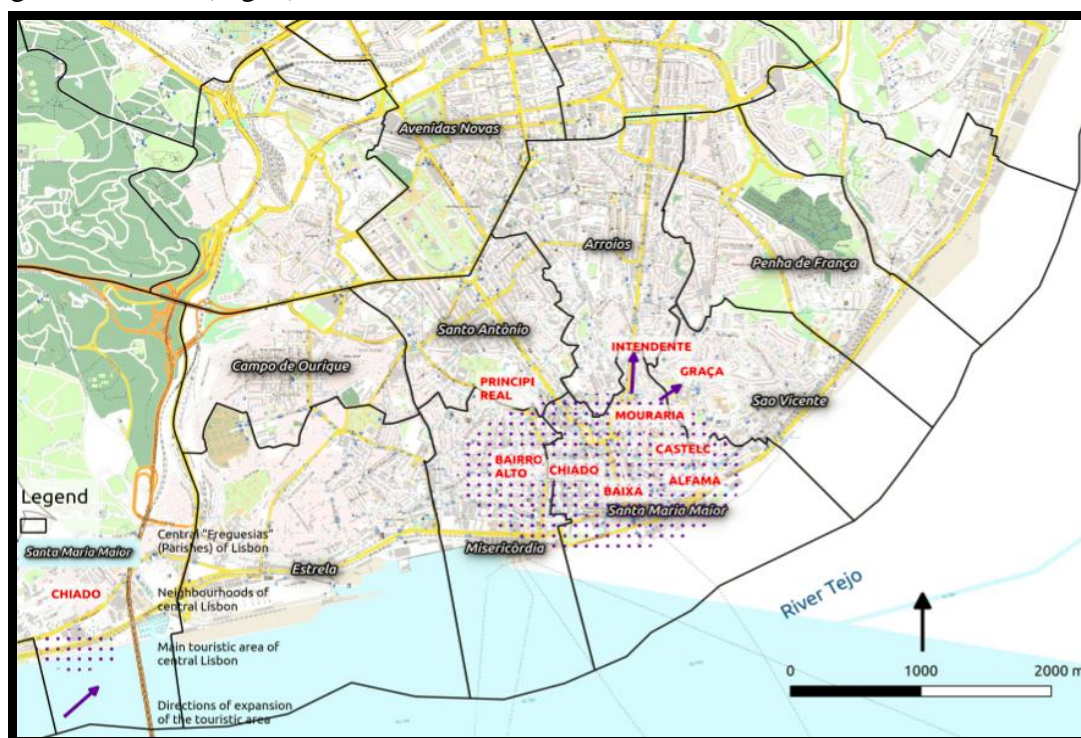 Avenidas Novas
Arroios
Penha de França
Santo Antônio
INTENDENTE
Campo de Ourique
GRAÇA
PRINCIPI
REAL
Sao Vicente
MOURARIA
CASTELC
BAIRRO
ALTO
CHIADO
ALFAMA
BAIXA
Santa Maria Maior
Misericòrdia
Estrela
River Tejo
Legend
Santa Maria Maior
Central "Freguesias"
(Parishes) of Lisbon
CHIADO
Neighbourhoods of
central Lisbon
Main touristic area of
central Lisbon
Directions of expansion
of the touristic area
0 1000 2000 m